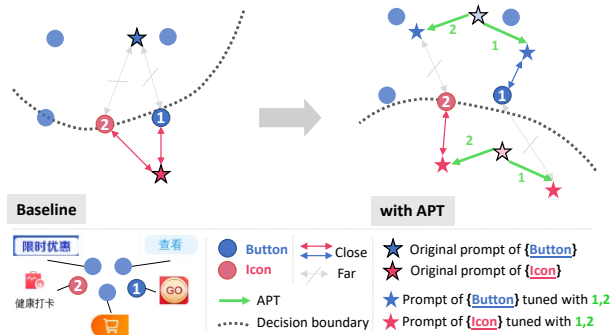 2
1
2
1
2
1
2
1
Baseline
with APT
限时优惠
查看
2
1
GO
健康打卡
Button
Icon
Close
Far
APT
Decision boundary
Original prompt of {Button}
Original prompt of {Icon}
Prompt of {Button} tuned with 1,2
Prompt of {Icon} tuned with 1,2